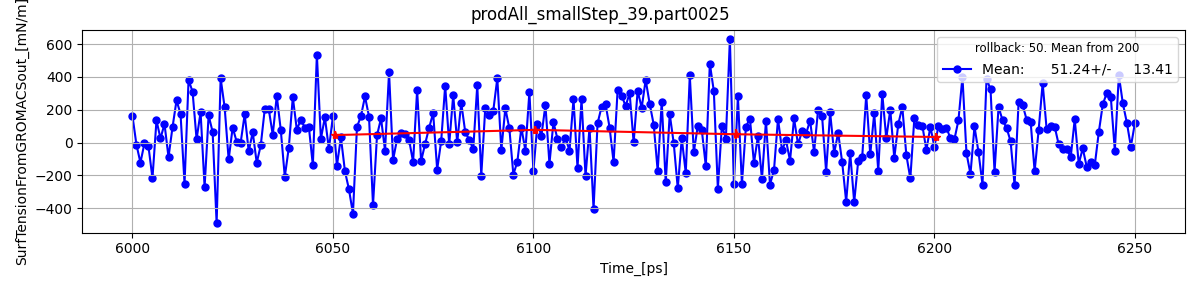 prodAll_smallStep_39.part0025
SurfTensionFromGROMACSout_[mN/m]
600
400
200
0
−200
−400
rollback: 50. Mean from 200
Mean: 51.24+/- 13.41
6000
6050
6100
6150
6200
6250
Time_[ps]